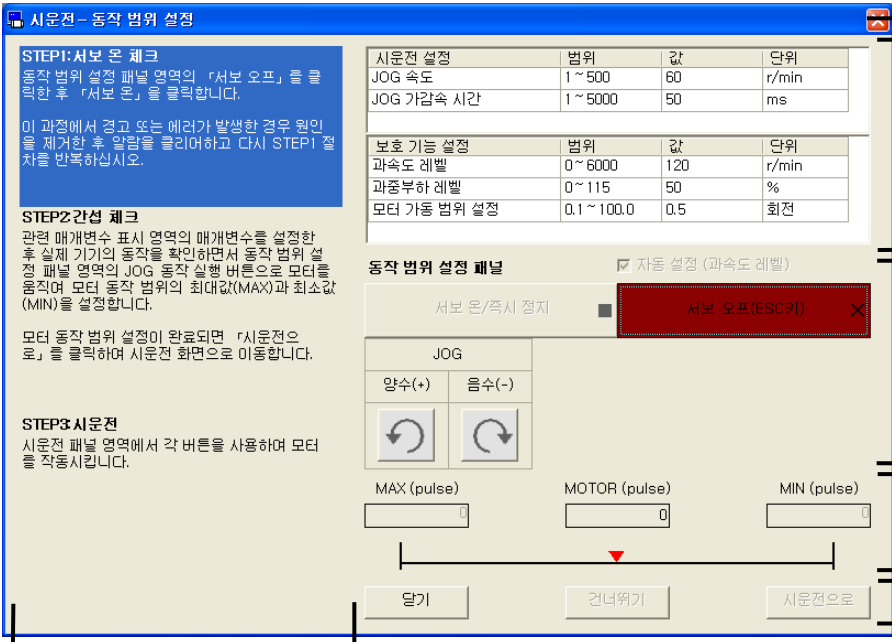 시운전 – 동작 범위 설정
STEP1:서보 온 체크
동작 범위 설정 패널 영역의 「서보 오프」를 클
릭한 후 「서보 온」을 클릭합니다.
이 과정에서 경고 또는 에러가 발생한 경우 원인
을 제거한 후 알람을 클리어하고 다시 STEP1 절
차를 반복하십시오.
STEP2:간섭 체크
관련 매개변수 표시 영역의 매개변수를 설정한
후 실제 기기의 동작을 확인하면서 동작 범위 설
정 패널 영역의 JOG 동작 실행 버튼으로 모터를
움직여 모터 동작 범위의 최대값(MAX)과 최소값
(MIN)을 설정합니다.
모터 동작 범위 설정이 완료되면 「시운전으
로」를 클릭하여 시운전 화면으로 이동합니다.
STEP3:시운전
시운전 패널 영역에서 각 버튼을 사용하여 모터
를 작동시킵니다.
시운전 설정 범위 값 단위
JOG 속도 1 ~ 500 60 r/min
JOG 가감속 시간 1 ~ 5000 50 ms
보호 기능 설정 범위 값 단위
과속도 레벨 0 ~ 6000 120 r/min
과중부하 레벨 0 ~ 115 50 %
모터 가동 범위 설정 0.1 ~ 100.0 0.5 회전
동작 범위 설정 패널 자동 설정 (과속도 레벨)
서보 온/즉시 정지 서보 오프(ESC키)
JOG
양수(+) 음수(-)
MAX (pulse) MOTOR (pulse) MIN (pulse)
0 0 0
닫기 건너뛰기 시운전으로